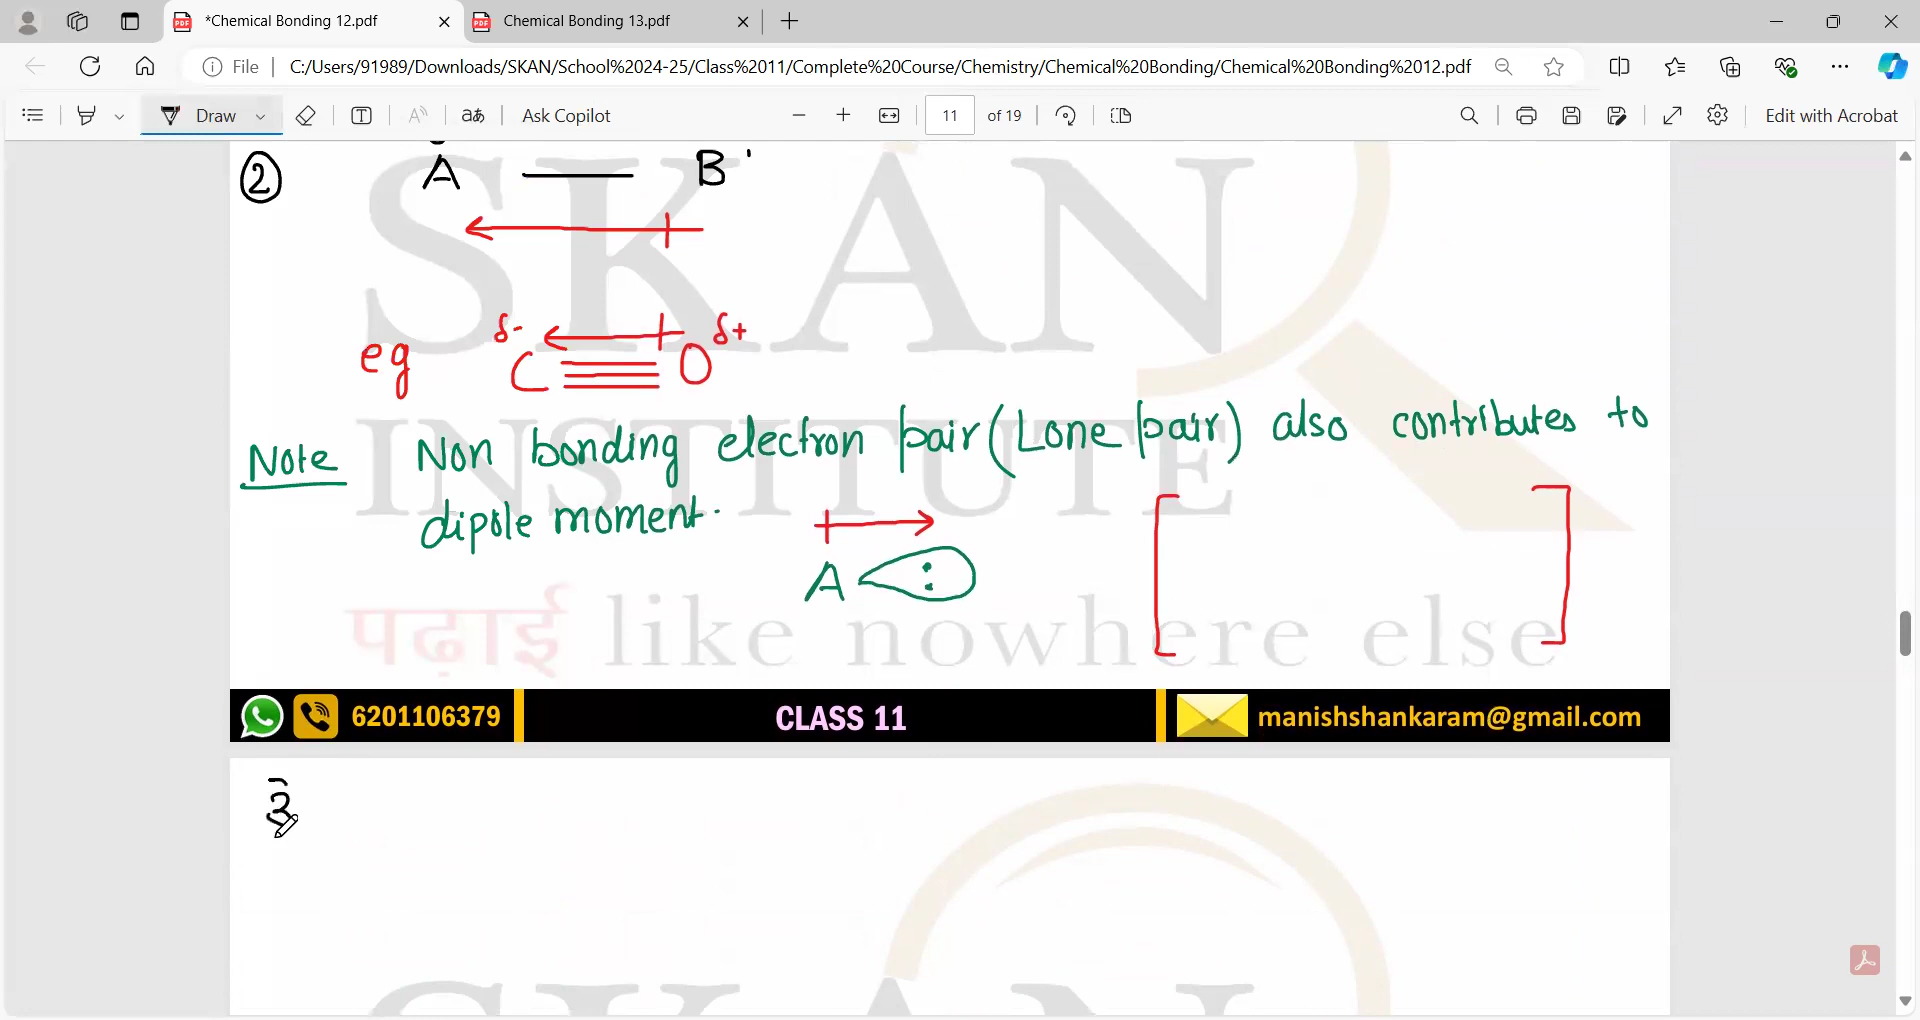 *Chemical Bonding 12.pdf
Chemical Bonding 13.pdf
File
C:/Users/91989/Downloads/SKAN/School%2024-25/Class%2011/Complete%20Course/Chemistry/Chemical%20Bonding/Chemical%20Bonding%2012.pdf
Draw
aあ
Ask Copilot
11 of 19
Edit with Acrobat
② A — B
eg δ- C≡O δ+
Note Non bonding electron pair (Lone pair) also contributes to
dipole moment.
A :
SKAN
INSTITUTE
पढ़ाई like nowhere else
6201106379
CLASS 11
manishshankaram@gmail.com
3
SKAN